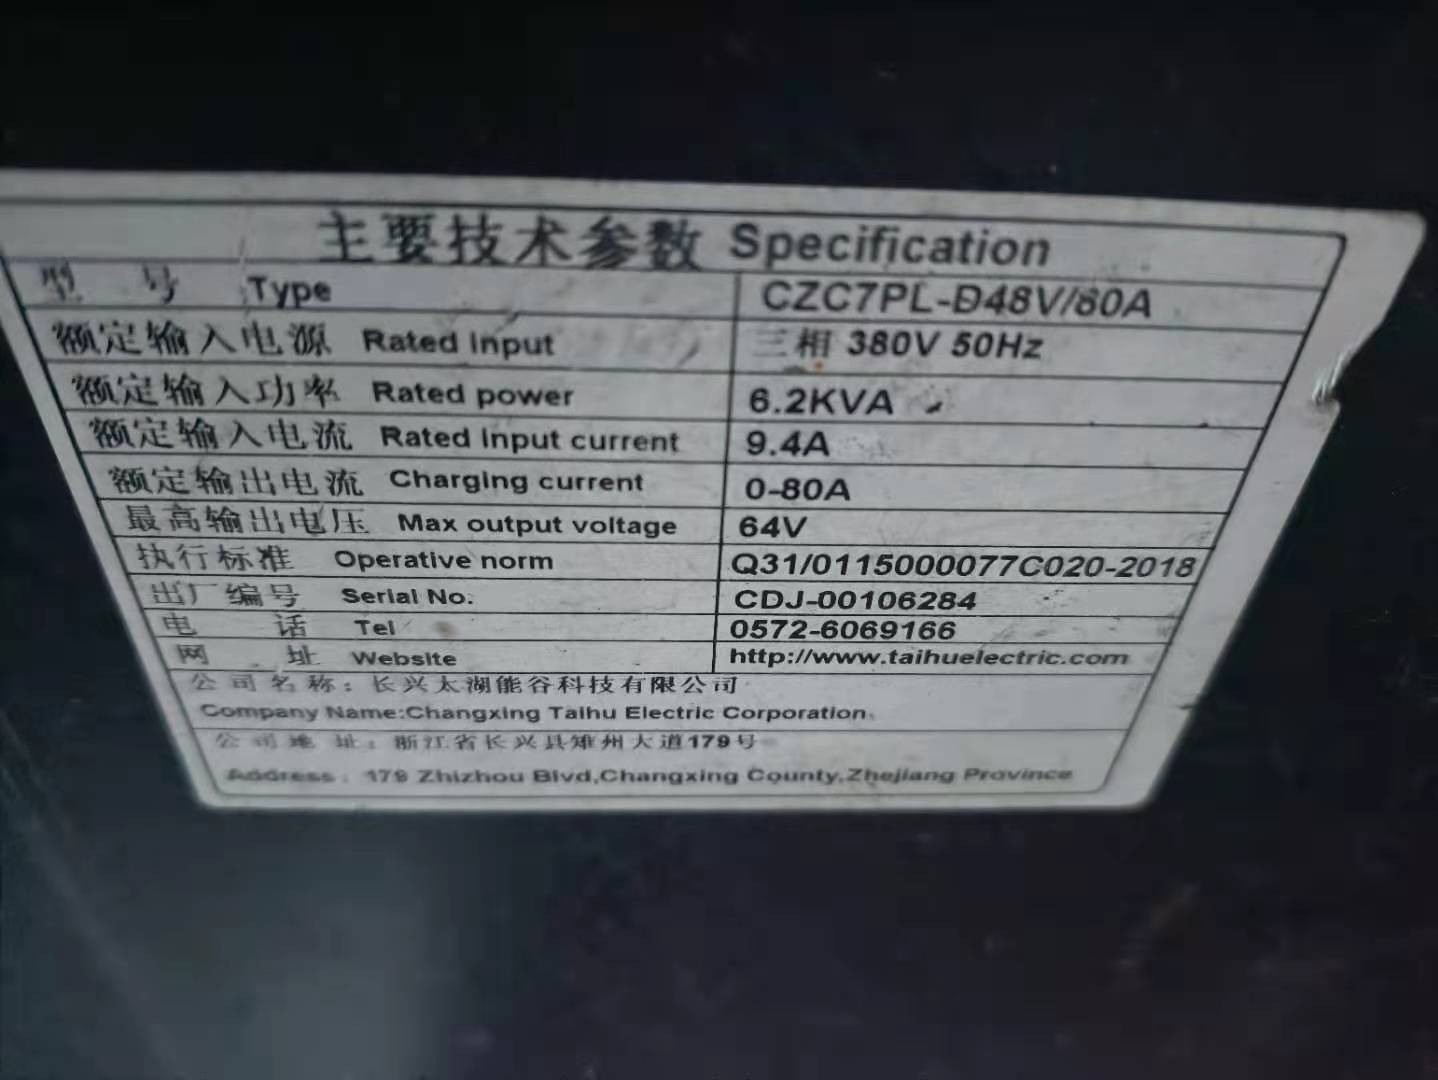 主要技术参数 Specification
型 号 Type CZC7PL-D48V/80A
额定输入电源 Rated input 三相 380V 50Hz
额定输入功率 Rated power 6.2KVA
额定输入电流 Rated input current 9.4A
额定输出电流 Charging current 0-80A
最高输出电压 Max output voltage 64V
执行标准 Operative norm Q31/0115000077C020-2018
出厂编号 Serial No. CDJ-00106284
电 话 Tel 0572-6069166
网 址 Website http://www.taihuelectric.com
公司名称：长兴太湖能谷科技有限公司
Company Name:Changxing Taihu Electric Corporation.
公司地址：浙江省长兴县雉州大道179号
Address：179 Zhizhou Blvd,Changxing County,Zhejiang Province